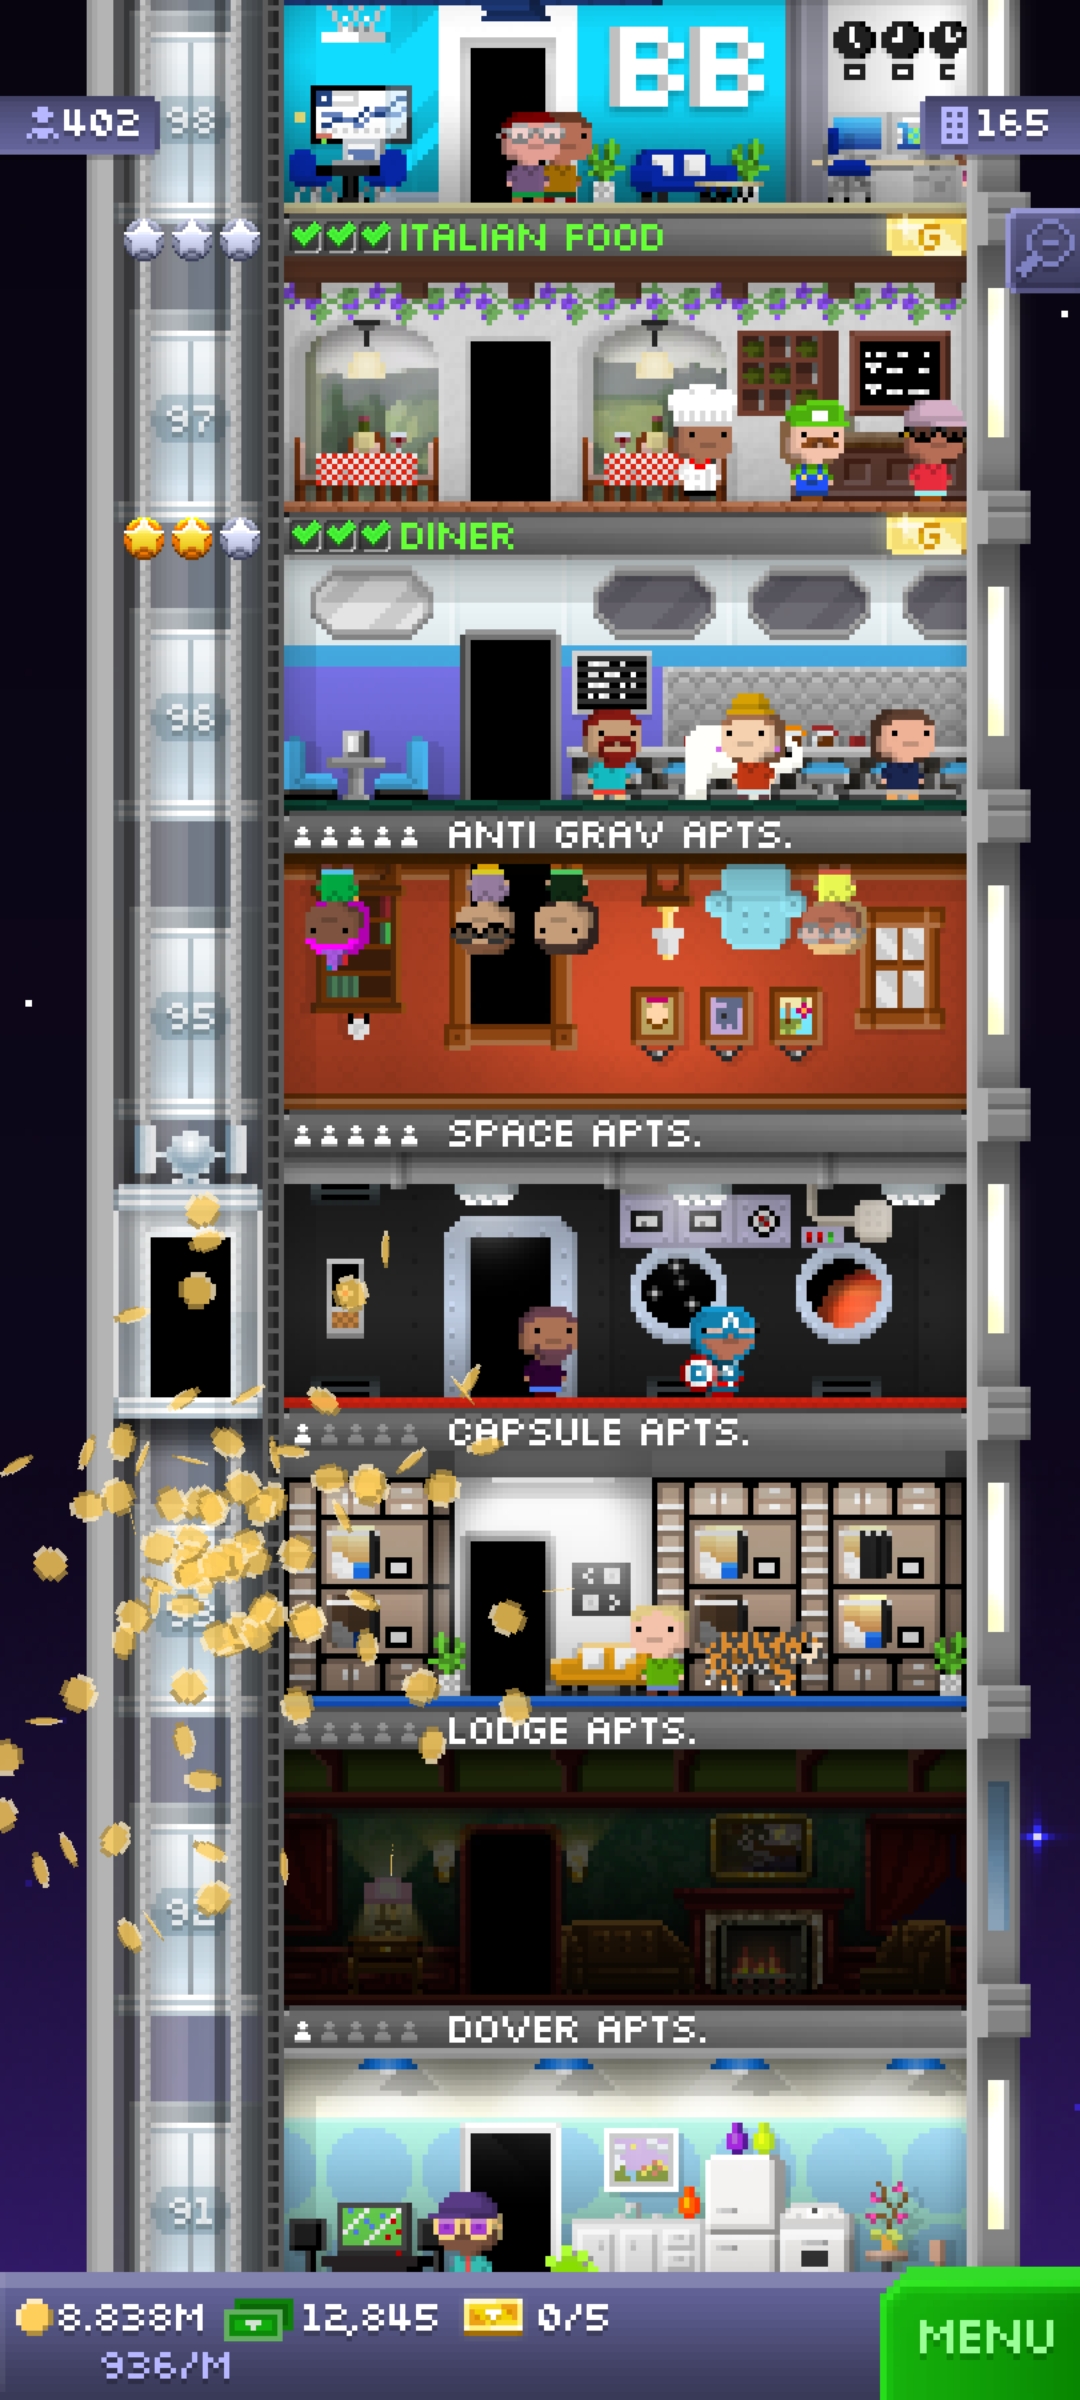 BB
402
98
165
ITALIAN FOOD
G
97
DINER
G
96
ANTI GRAV APTS.
95
SPACE APTS.
CAPSULE APTS.
93
LODGE APTS.
92
DOVER APTS.
91
8.838M 12,845 0/5
936/M
MENU